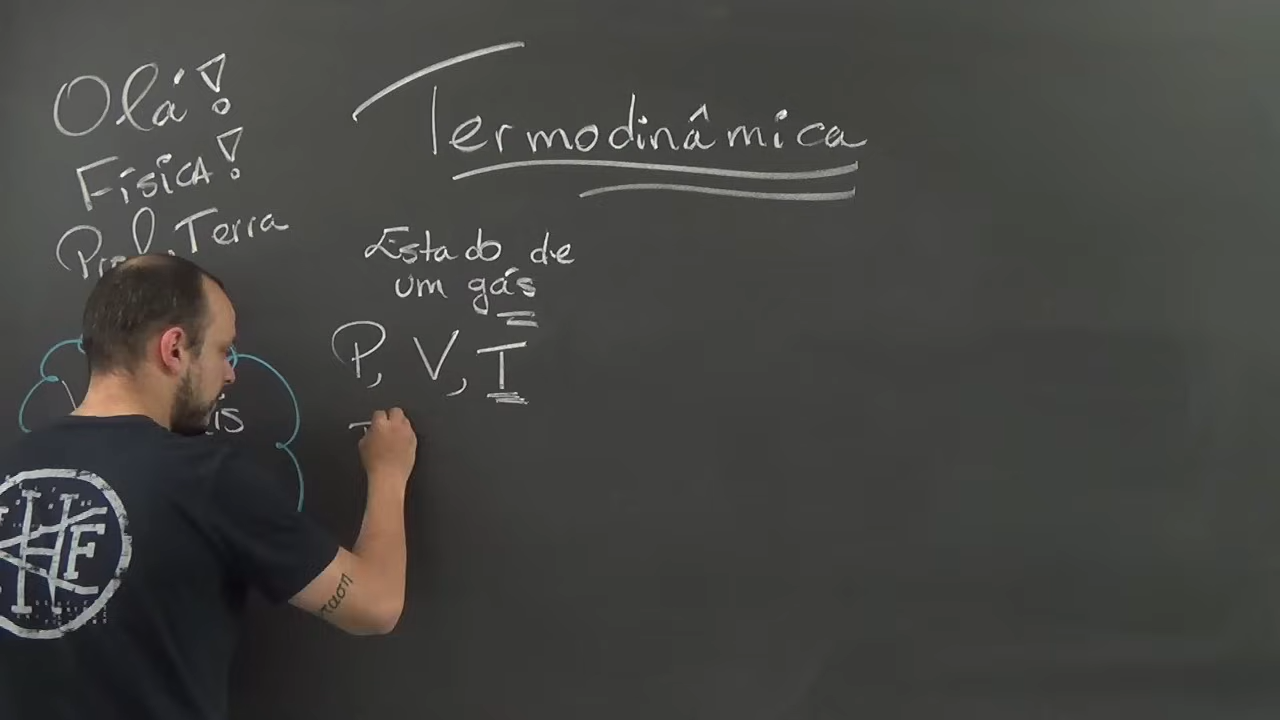 Olá!
Física!
Prof. Terra
Termodinâmica
Estado de
um gás
P, V, T